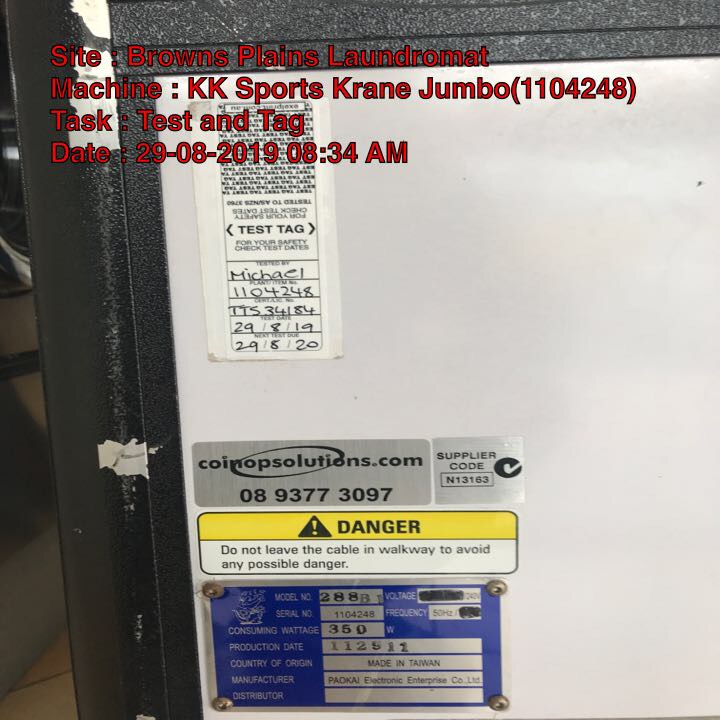 Site : Browns Plains Laundromat
Machine : KK Sports Krane Jumbo(1104248)
Task : Test and Tag
Date : 29-08-2019 08:34 AM
TESTED TO AS/NZS 3760
CHECK TEST DATES
FOR YOUR SAFETY
TEST TAG
FOR YOUR SAFETY
CHECK TEST DATES
TESTED BY
Michael
PLANT/ITEM No.
1104248
CERT./LIC. No.
TTS34184
TEST DATE
29/8/19
NEXT TEST DUE
29/8/20
coinopsolutions.com
08 9377 3097
SUPPLIER
CODE
N13163
DANGER
Do not leave the cable in walkway to avoid
any possible danger.
MODEL NO. 288B1 VOLTAGE 240V
SERIAL NO. 1104248 FREQUENCY 50Hz/
CONSUMING WATTAGE 350 W
PRODUCTION DATE 112511
COUNTRY OF ORIGIN MADE IN TAIWAN
MANUFACTURER PAOKAI Electronic Enterprise Co.,Ltd.
DISTRIBUTOR